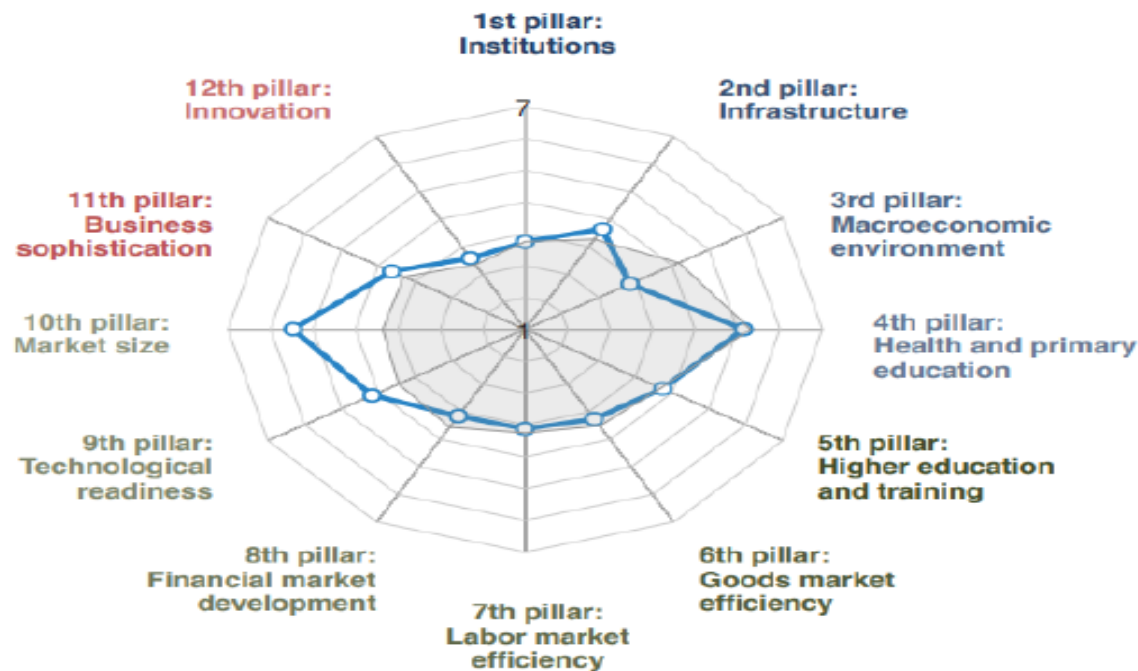 1st pillar:
Institutions
2nd pillar:
Infrastructure
3rd pillar:
Macroeconomic
environment
4th pillar:
Health and primary
education
5th pillar:
Higher education
and training
6th pillar:
Goods market
efficiency
7th pillar:
Labor market
efficiency
8th pillar:
Financial market
development
9th pillar:
Technological
readiness
10th pillar:
Market size
11th pillar:
Business
sophistication
12th pillar:
Innovation
7
1